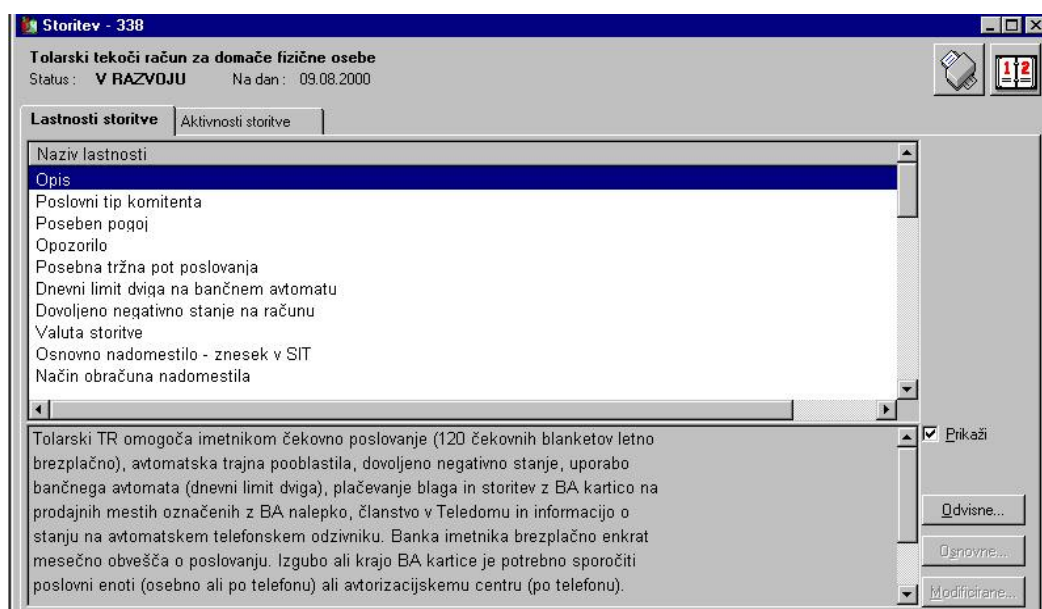 Storitev - 338
Tolarski tekoči račun za domače fizične osebe
Status : V RAZVOJU Na dan : 09.08.2000
1 2
Lastnosti storitve Aktivnosti storitve
Naziv lastnosti
Opis
Poslovni tip komitenta
Poseben pogoj
Opozorilo
Posebna tržna pot poslovanja
Dnevni limit dviga na bančnem avtomatu
Dovoljeno negativno stanje na računu
Valuta storitve
Osnovno nadomestilo - znesek v SIT
Način obračuna nadomestila
Tolarski TR omogoča imetnikom čekovno poslovanje (120 čekovnih blanketov letno
brezplačno), avtomatska trajna pooblastila, dovoljeno negativno stanje, uporabo
bančnega avtomata (dnevni limit dviga), plačevanje blaga in storitev z BA kartico na
prodajnih mestih označenih z BA nalepko, članstvo v Teledomu in informacijo o
stanju na avtomatskem telefonskem odzivniku. Banka imetnika brezplačno enkrat
mesečno obvešča o poslovanju. Izgubo ali krajo BA kartice je potrebno sporočiti
poslovni enoti (osebno ali po telefonu) ali avtorizacijskemu centru (po telefonu).
Prikaži
Odvisne...
Osnovne...
Modificirane...